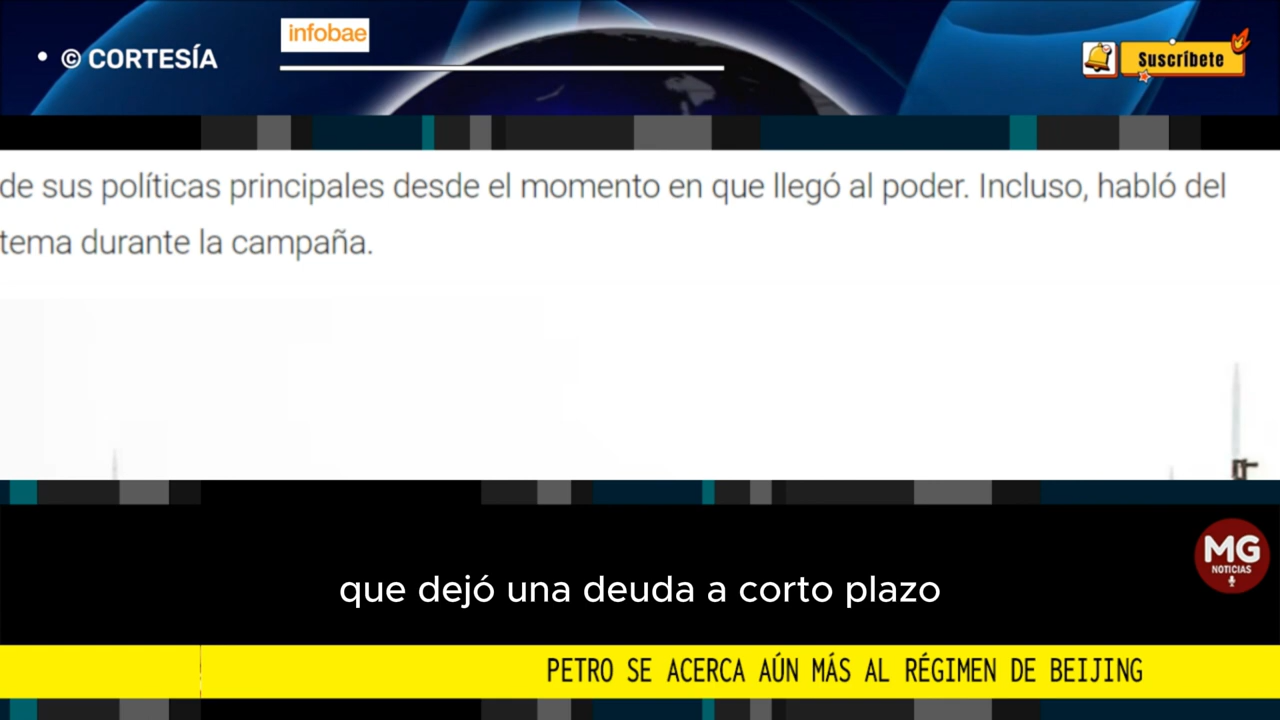 • © CORTESÍA
infobae
Suscríbete
de sus políticas principales desde el momento en que llegó al poder. Incluso, habló del
tema durante la campaña.
MG
NOTICIAS
que dejó una deuda a corto plazo
PETRO SE ACERCA AÚN MÁS AL RÉGIMEN DE BEIJING